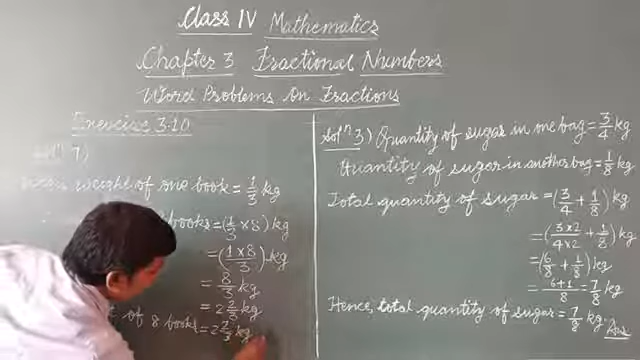 Class IV Mathematics
Chapter 3 Fractional Numbers
Word Problems On Fractions
Exercise 3.10
7)
weight of one book = 1/3 kg
books = (1/3 × 8) kg
= (1×8/3) kg
= 8/3 kg
= 2 2/3 kg
of 8 books = 2 2/3 kg
Solⁿ 3) Quantity of sugar in one bag = 3/4 kg
Quantity of sugar in another bag = 1/8 kg
Total quantity of sugar = (3/4 + 1/8) kg
= (3×2/4×2 + 1/8) kg
= (6/8 + 1/8) kg
= 6+1/8 = 7/8 kg
Hence, total quantity of sugar = 7/8 kg. Ans